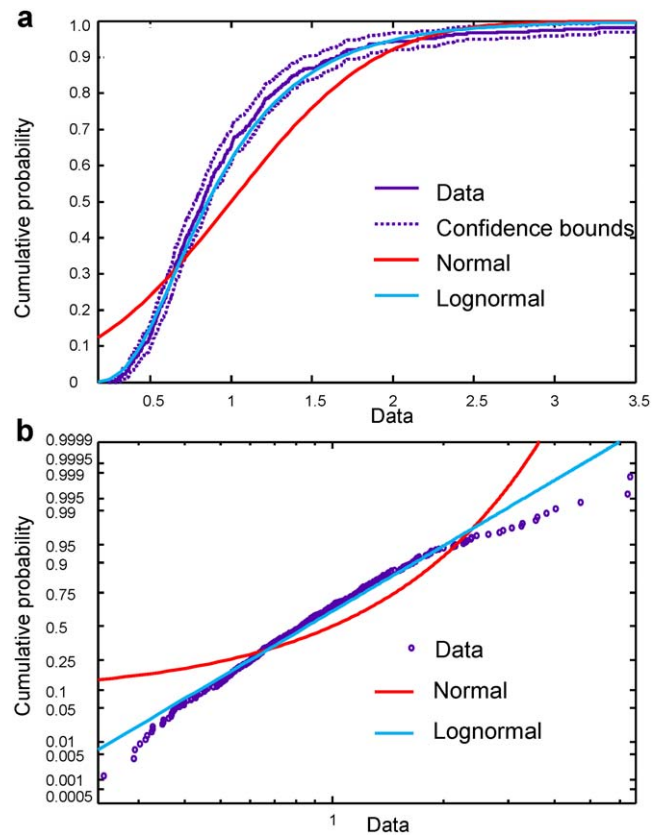 a
1.0
0.9
0.8
0.7
0.6
0.5
0.4
0.3
0.2
0.1
0
Cumulative probability
Data
Confidence bounds
Normal
Lognormal
0.5 1 1.5 2 2.5 3 3.5
Data
b
0.9999
0.9995
0.999
0.995
0.99
0.95
0.9
0.75
0.5
0.25
0.1
0.05
0.01
0.005
0.001
0.0005
Cumulative probability
Data
Normal
Lognormal
1
Data